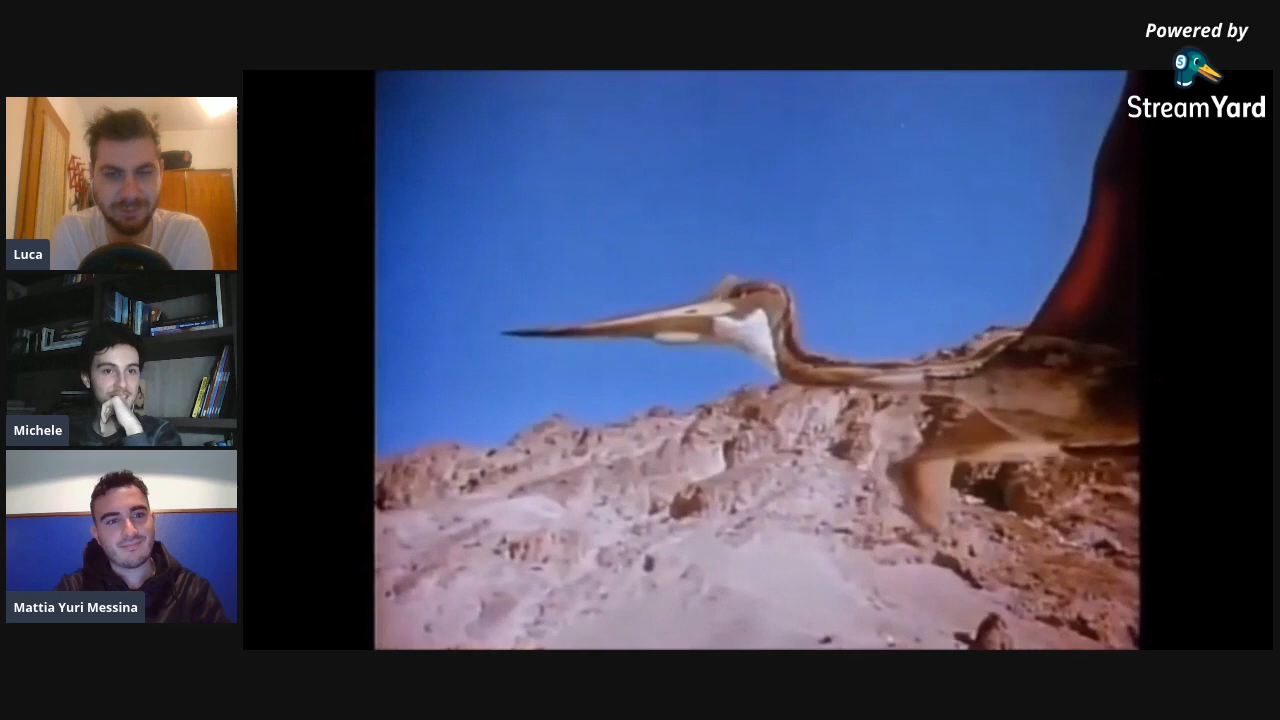 Powered by
StreamYard
Luca
Michele
Mattia Yuri Messina